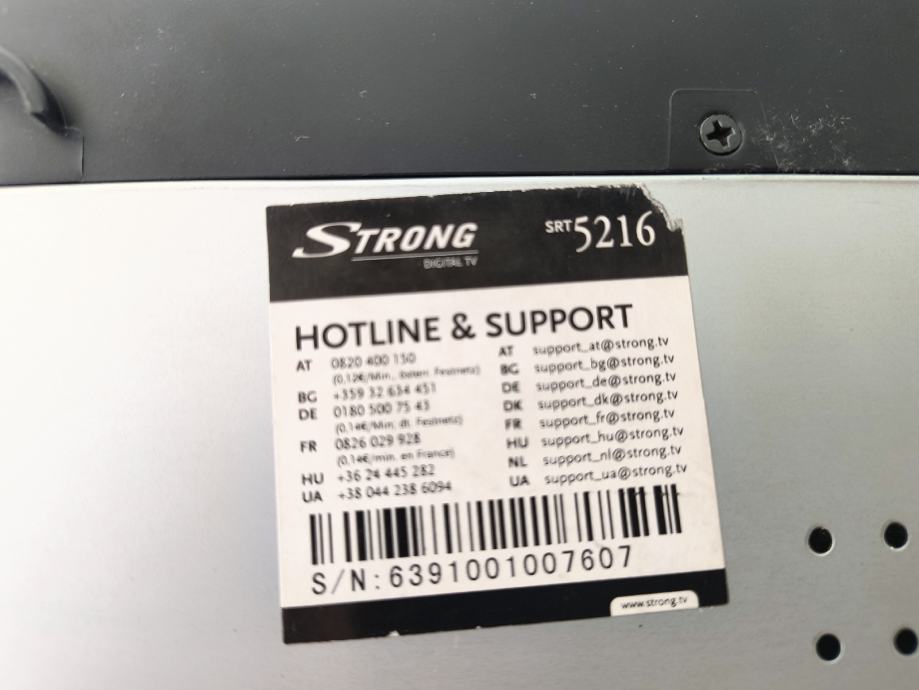 STRONG
DIGITAL TV
SRT 5216
HOTLINE & SUPPORT
AT 0820 400 150
(0,12€/Min., österr. Festnetz)
BG +359 32 634 451
DE 0180 500 75 43
(0,14€/Min. dt. Festnetz)
FR 0826 029 928
(0,14€/min. en France)
HU +36 24 445 282
UA +38 044 238 6094
AT support_at@strong.tv
BG support_bg@strong.tv
DE support_de@strong.tv
DK support_dk@strong.tv
FR support_fr@strong.tv
HU support_hu@strong.tv
NL support_nl@strong.tv
UA support_ua@strong.tv
S/N:6391001007607
www.strong.tv